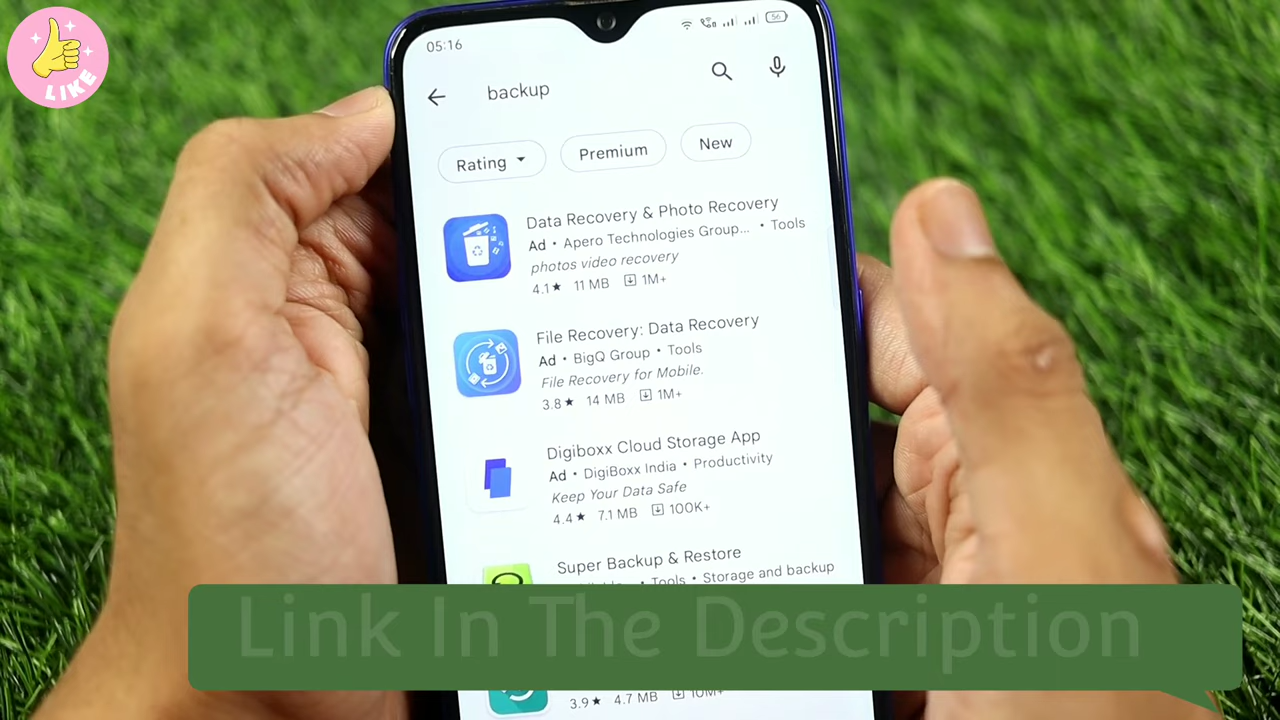 LIKE
05:16
56
backup
Rating
Premium
New
Data Recovery & Photo Recovery
Ad • Apero Technologies Group... • Tools
photos video recovery
4.1★ 11 MB 1M+
File Recovery: Data Recovery
Ad • BigQ Group • Tools
File Recovery for Mobile.
3.8★ 14 MB 1M+
Digiboxx Cloud Storage App
Ad • DigiBoxx India • Productivity
Keep Your Data Safe
4.4★ 7.1 MB 100K+
Super Backup & Restore
• Tools • Storage and backup
Link In The Description
3.9★ 4.7 MB 10M+